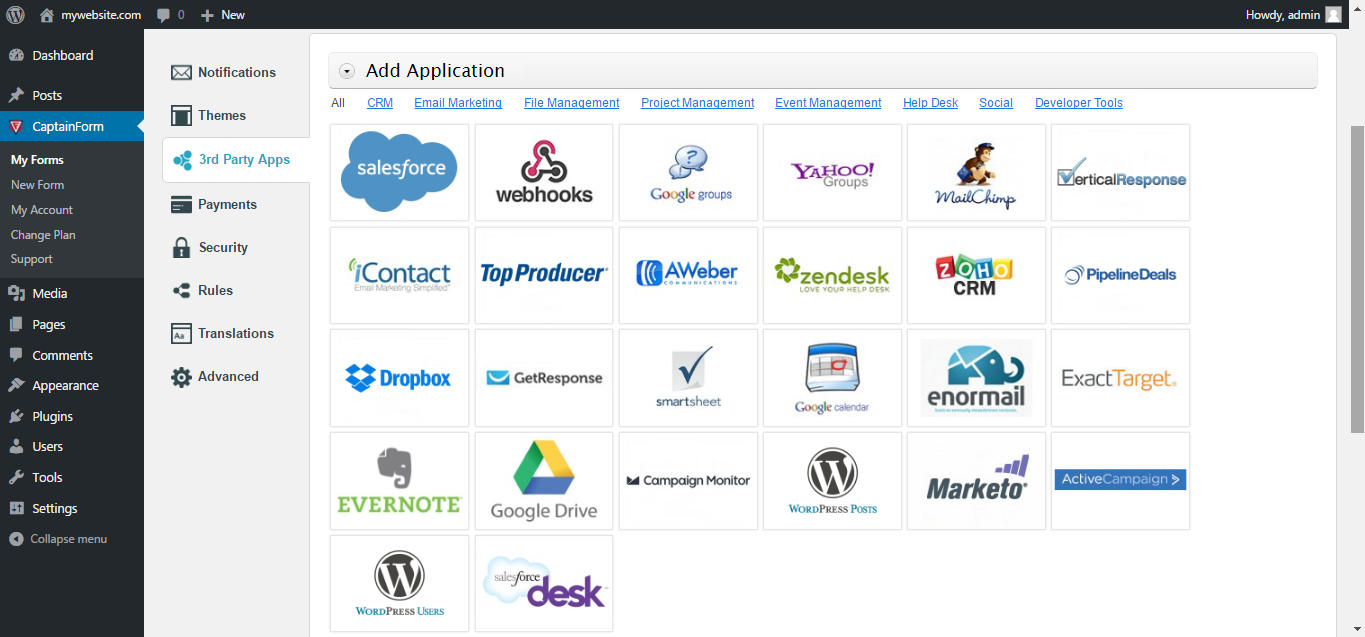 mywebsite.com 0 New Howdy, admin
Dashboard
Posts
CaptainForm
My Forms
New Form
My Account
Change Plan
Support
Media
Pages
Comments
Appearance
Plugins
Users
Tools
Settings
Collapse menu
Notifications
Themes
3rd Party Apps
Payments
Security
Rules
Translations
Advanced
Add Application
All CRM Email Marketing File Management Project Management Event Management Help Desk Social Developer Tools
salesforce
webhooks
Google groups
YAHOO!
Groups
MailChimp
VerticalResponse
iContact
Email Marketing Simplified
Top Producer
AWeber
COMMUNICATIONS
zendesk
LOVE YOUR HELP DESK
ZOHO
CRM
PipelineDeals
Dropbox
GetResponse
smartsheet
Google calendar
enormail
ExactTarget.
EVERNOTE
Google Drive
Campaign Monitor
WORDPRESS POSTS
Marketo
ActiveCampaign >
WORDPRESS USERS
salesforce
desk